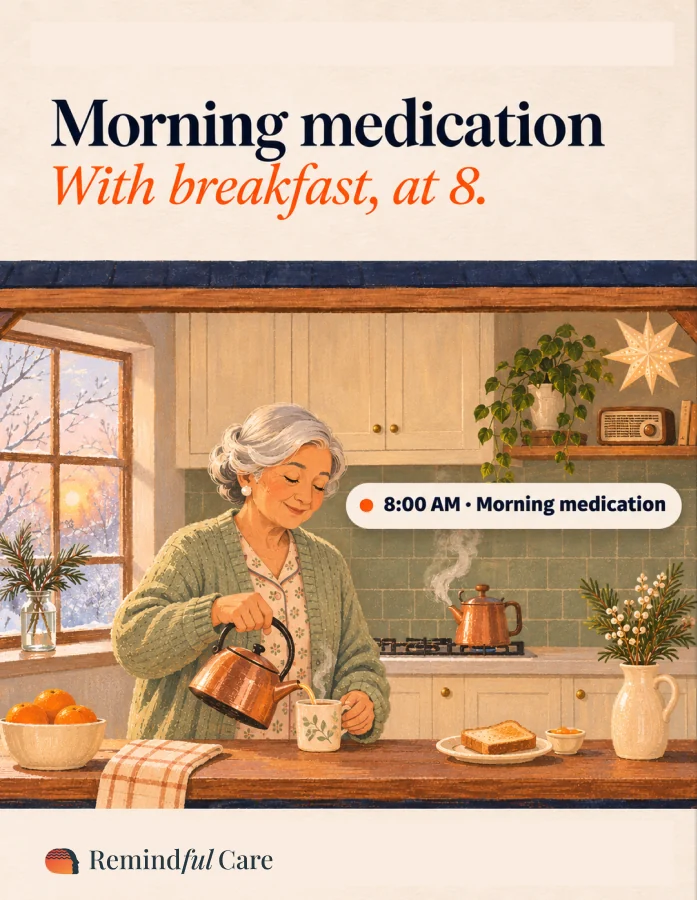 Morning medication
With breakfast, at 8.
8:00 AM · Morning medication
Remindful Care